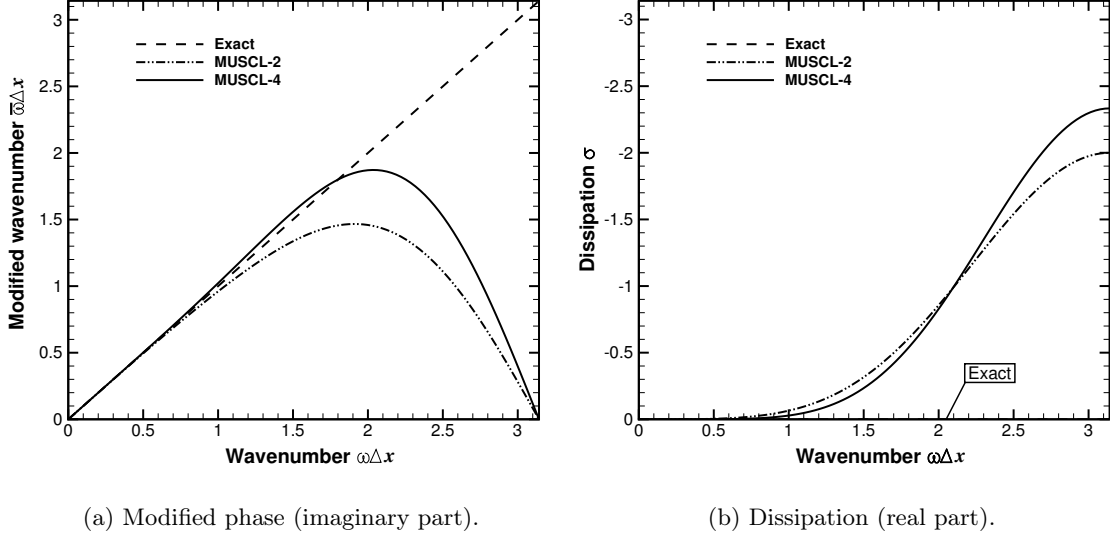 3
2.5
2
1.5
1
0.5
0
0 0.5 1 1.5 2 2.5 3
Modified wavenumber ω̅Δx
Wavenumber ωΔx
Exact
MUSCL-2
MUSCL-4
(a) Modified phase (imaginary part).
-3
-2.5
-2
-1.5
-1
-0.5
0
0.5 1 1.5 2 2.5 3
Dissipation σ
Wavenumber ωΔx
Exact
MUSCL-2
MUSCL-4
Exact
(b) Dissipation (real part).